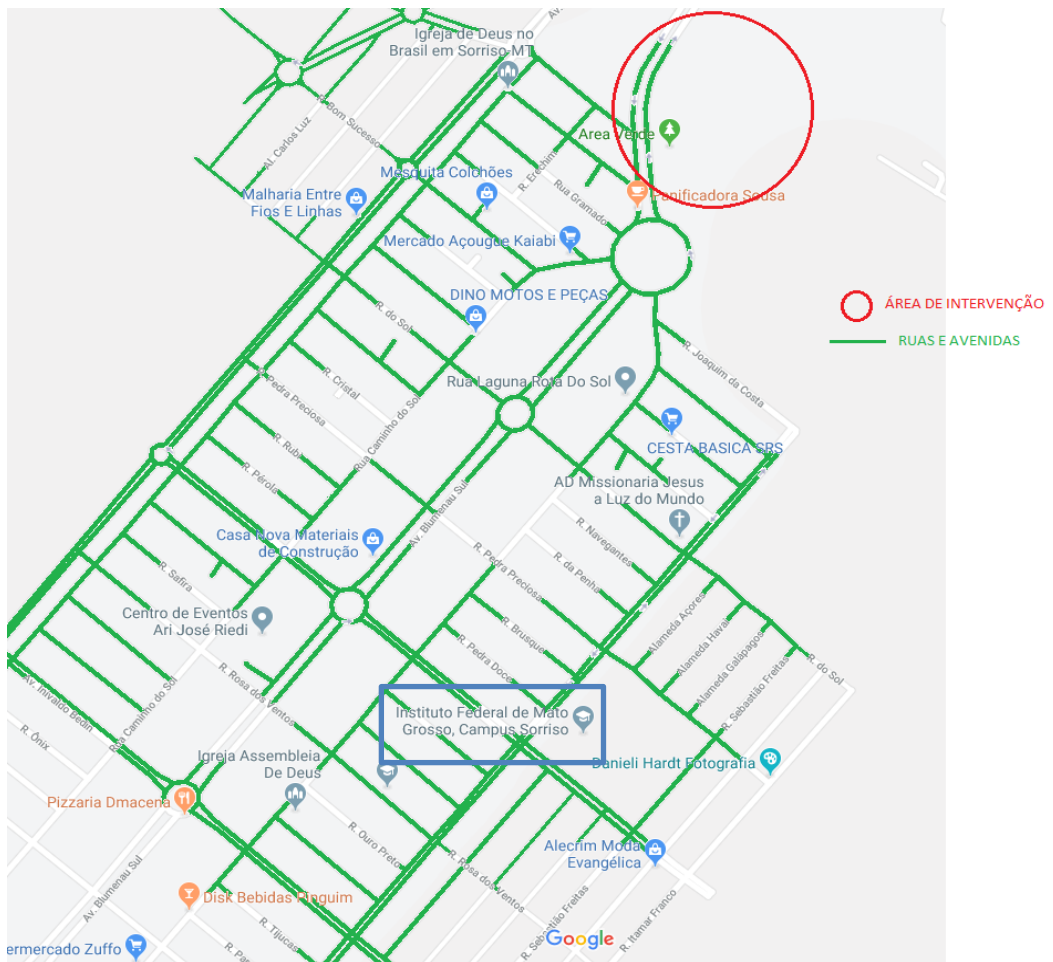 Igreja de Deus no
Brasil em Sorriso-MT
R. Bom Sucesso
Al. Carlos Luz
Area Verde
R. Erechim
Mesquita Colchões
Rua Gramado
Panificadora Sousa
Malharia Entre
Fios E Linhas
Mercado Açougue Kaiabi
DINO MOTOS E PEÇAS
ÁREA DE INTERVENÇÃO
RUAS E AVENIDAS
R. do Sol
R. Joaquim da Costa
R. Cristal
R. Pedra Preciosa
Rua Laguna Rota Do Sol
Rua Caminho do Sol
CESTA BASICA SRS
R. Rubi
R. Pérola
AD Missionaria Jesus
a Luz do Mundo
Av. Blumenau Sul
Casa Nova Materiais
de Construção
R. Navegantes
R. Pedra Preciosa
R. da Penha
R. Safira
Centro de Eventos
Ari José Riedi
R. Brusque
R. Pedra Doce
Alameda Açores
Alameda Havaí
Alameda Galápagos
R. Sebastião Freitas
R. do Sol
R. Rosa dos Ventos
Av. Inivaldo Bedin
Rua Caminho do Sol
R. Ônix
Instituto Federal de Mato
Grosso, Campus Sorriso
Igreja Assembleia
De Deus
Danieli Hardt Fotografia
Pizzaria Dmacena
R. Ouro Preto
Alecrim Moda
Evangélica
R. Rosa dos Ventos
Av. Blumenau Sul
Disk Bebidas Pinguim
R. Tijucas
R. Sebastião Freitas
R. Itamar Franco
Google
ermercado Zuffo